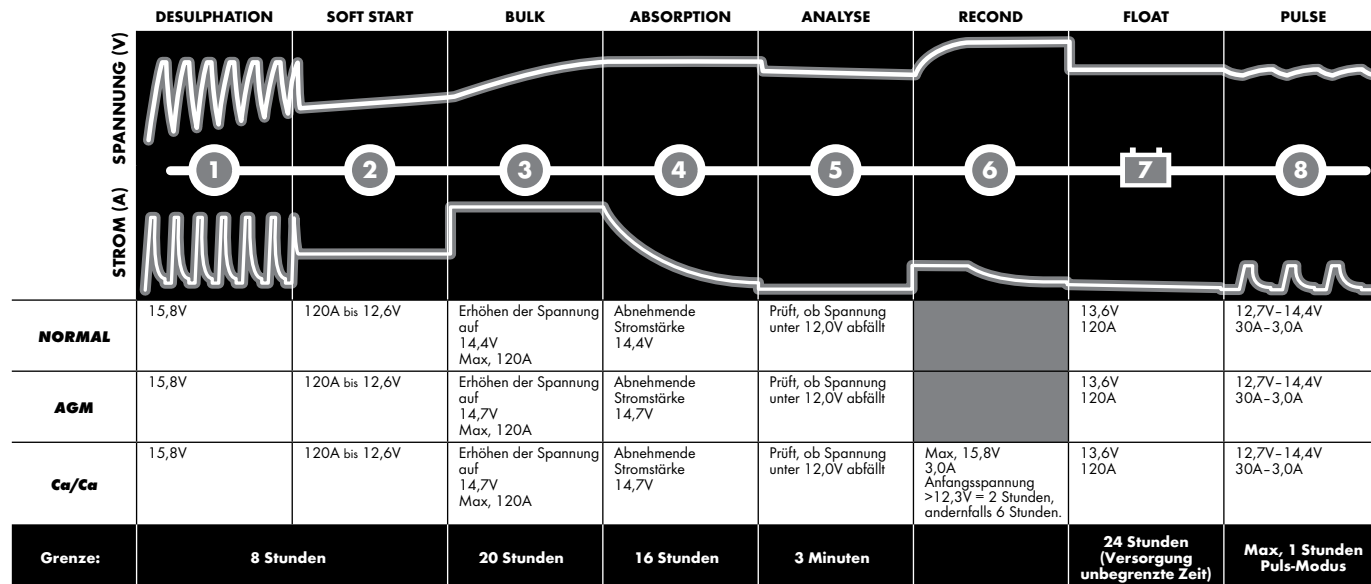 DESULPHATION SOFT START BULK ABSORPTION ANALYSE RECOND FLOAT PULSE
SPANNUNG (V)
1 2 3 4 5 6 7 8
STROM (A)
NORMAL
15,8V
120A bis 12,6V
Erhöhen der Spannung
auf
14,4V
Max, 120A
Abnehmende
Stromstärke
14,4V
Prüft, ob Spannung
unter 12,0V abfällt
13,6V
120A
12,7V–14,4V
30A–3,0A
AGM
15,8V
120A bis 12,6V
Erhöhen der Spannung
auf
14,7V
Max, 120A
Abnehmende
Stromstärke
14,7V
Prüft, ob Spannung
unter 12,0V abfällt
13,6V
120A
12,7V–14,4V
30A–3,0A
Ca/Ca
15,8V
120A bis 12,6V
Erhöhen der Spannung
auf
14,7V
Max, 120A
Abnehmende
Stromstärke
14,7V
Prüft, ob Spannung
unter 12,0V abfällt
Max, 15,8V
3,0A
Anfangsspannung
>12,3V = 2 Stunden,
andernfalls 6 Stunden.
13,6V
120A
12,7V–14,4V
30A–3,0A
Grenze:
8 Stunden
20 Stunden
16 Stunden
3 Minuten
24 Stunden
(Versorgung
unbegrenzte Zeit)
Max, 1 Stunden
Puls-Modus